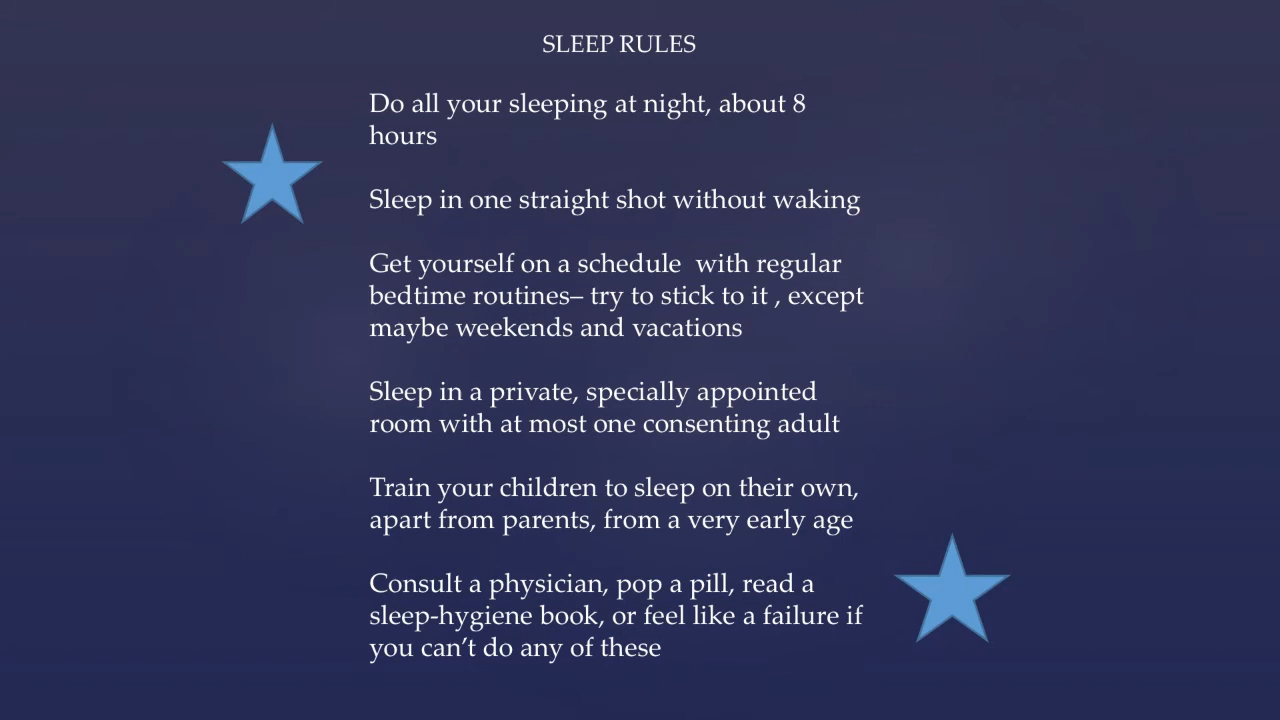 SLEEP RULES
Do all your sleeping at night, about 8
hours
Sleep in one straight shot without waking
Get yourself on a schedule  with regular
bedtime routines– try to stick to it , except
maybe weekends and vacations
Sleep in a private, specially appointed
room with at most one consenting adult
Train your children to sleep on their own,
apart from parents, from a very early age
Consult a physician, pop a pill, read a
sleep-hygiene book, or feel like a failure if
you can’t do any of these